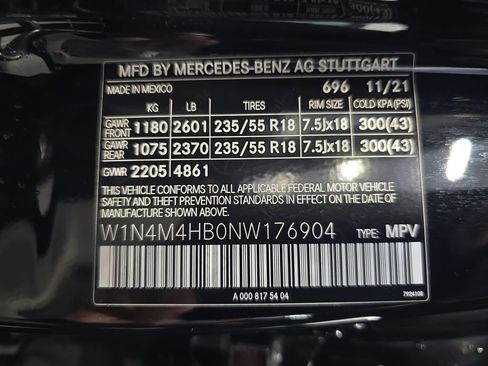 MFD BY MERCEDES-BENZ AG STUTTGART
MADE IN MEXICO 696 11/21
KG LB TIRES RIM SIZE COLD KPA (PSI)
GAWR FRONT 1180 2601 235/55 R18 7.5Jx18 300(43)
GAWR REAR 1075 2370 235/55 R18 7.5Jx18 300(43)
GVWR 2205 4861
THIS VEHICLE CONFORMS TO ALL APPLICABLE FEDERAL MOTOR VEHICLE
SAFETY AND THEFT PREVENTION STANDARDS IN EFFECT ON THE
DATE OF MANUFACTURE SHOWN ABOVE.
W1N4M4HB0NW176904 TYPE: MPV
A 000 817 54 04